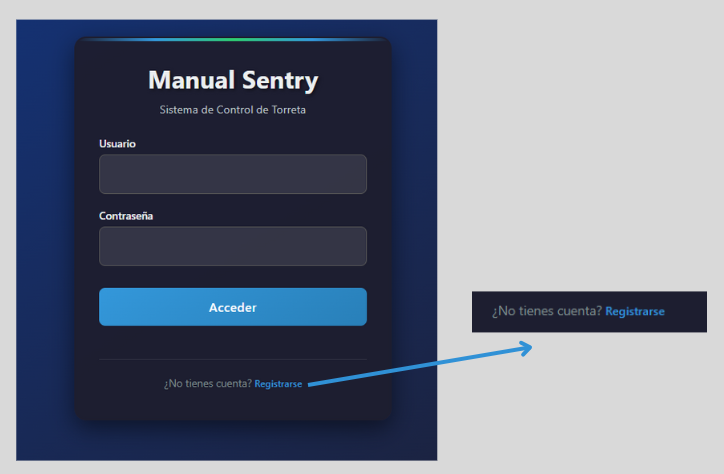 Manual Sentry
Sistema de Control de Torreta
Usuario
Contraseña
Acceder
¿No tienes cuenta? Registrarse
¿No tienes cuenta? Registrarse